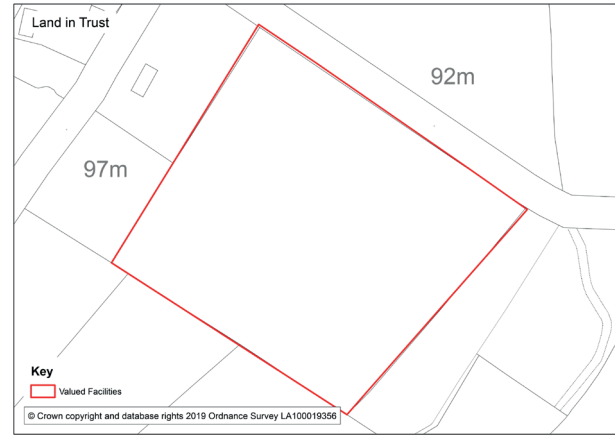 Land in Trust
92m
97m
Key
Valued Facilities
© Crown copyright and database rights 2019 Ordnance Survey LA100019356